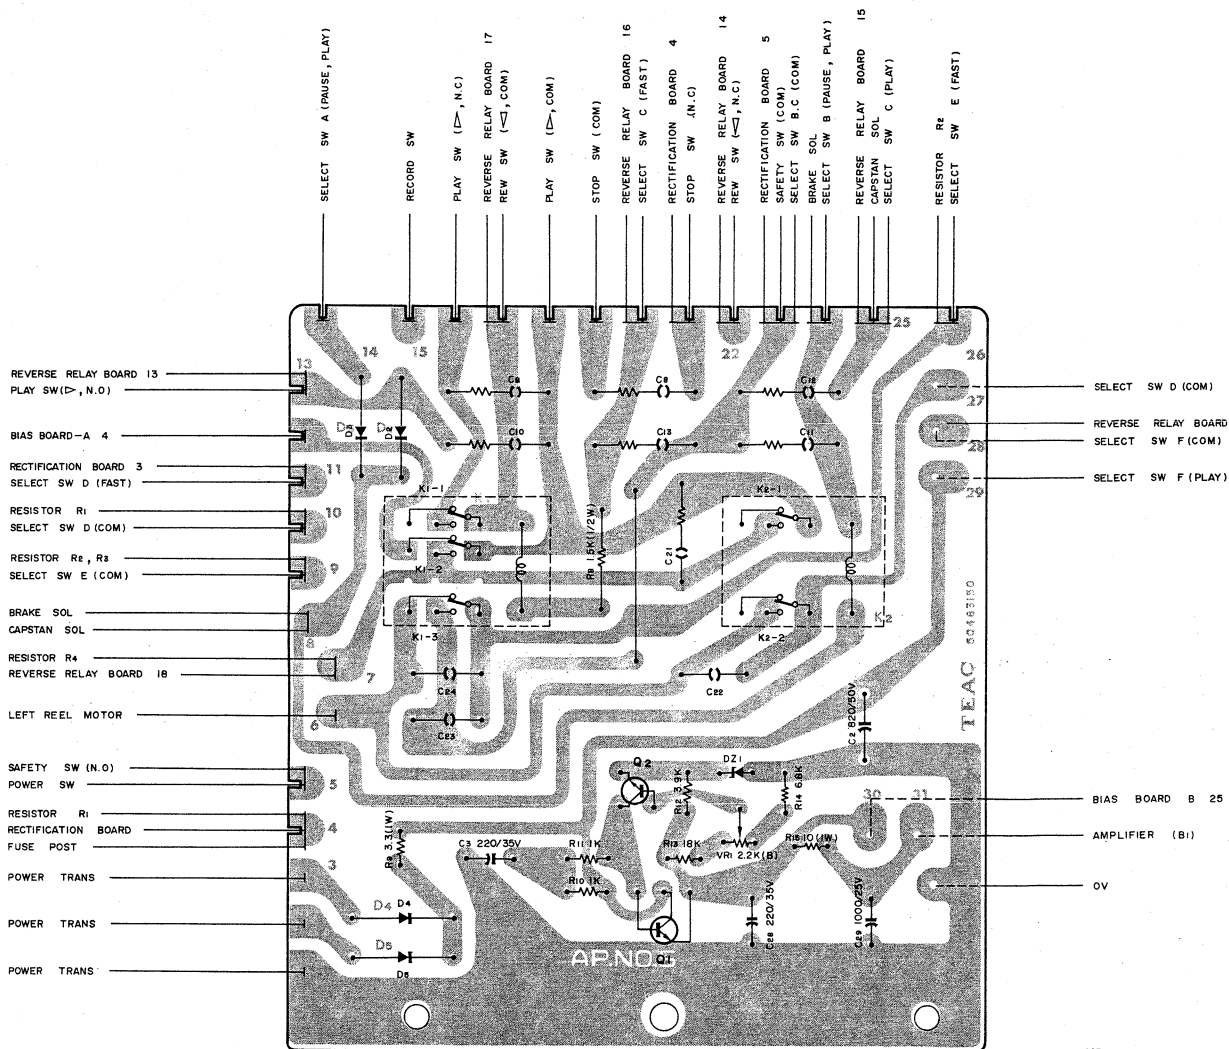 SELECT SW A (PAUSE, PLAY)
RECORD SW
PLAY SW (▷, N.C)
REVERSE RELAY BOARD 17
REW SW (◁, COM)
PLAY SW (▷, COM)
STOP SW (COM)
REVERSE RELAY BOARD 16
SELECT SW C (FAST)
RECTIFICATION BOARD 4
STOP SW (N.C)
REVERSE RELAY BOARD 14
REW SW (◁, N.C)
RECTIFICATION BOARD 5
SAFETY SW (COM)
SELECT SW B.C (COM)
BRAKE SOL
SELECT SW B (PAUSE, PLAY)
REVERSE RELAY BOARD 15
CAPSTAN SOL
SELECT SW C (PLAY)
RESISTOR R2
SELECT SW E (FAST)
REVERSE RELAY BOARD 13
PLAY SW (▷, N.O)
BIAS BOARD-A 4
RECTIFICATION BOARD 3
SELECT SW D (FAST)
RESISTOR R1
SELECT SW D (COM)
RESISTOR R2, R3
SELECT SW E (COM)
BRAKE SOL
CAPSTAN SOL
RESISTOR R4
REVERSE RELAY BOARD 18
LEFT REEL MOTOR
SAFETY SW (N.O)
POWER SW
RESISTOR R1
RECTIFICATION BOARD
FUSE POST
POWER TRANS
POWER TRANS
POWER TRANS
SELECT SW D (COM)
REVERSE RELAY BOARD
SELECT SW F (COM)
SELECT SW F (PLAY)
BIAS BOARD B 25
AMPLIFIER (B1)
OV
13
14
15
22
25
26
27
28
29
11
10
9
8
7
6
5
4
3
30
31
D3
D2
C9
C12
C10
C13
C11
K1-1
K1-2
K1-3
K2-1
K2-2
K2
R8 1.5K(1/2W)
C21
C24
C23
C22
C2 820/50V
TEAC 50483150
Q2
DZ1
R12 3.9K
R14 6.8K
R9 3.3(1W)
C3 220/35V
R11 1K
R13 18K
VR1 2.2K(B)
R15 10(1W)
R10 1K
C28 220/35V
C29 1000/25V
D4 D4
D5
Q1
AP.NO.5